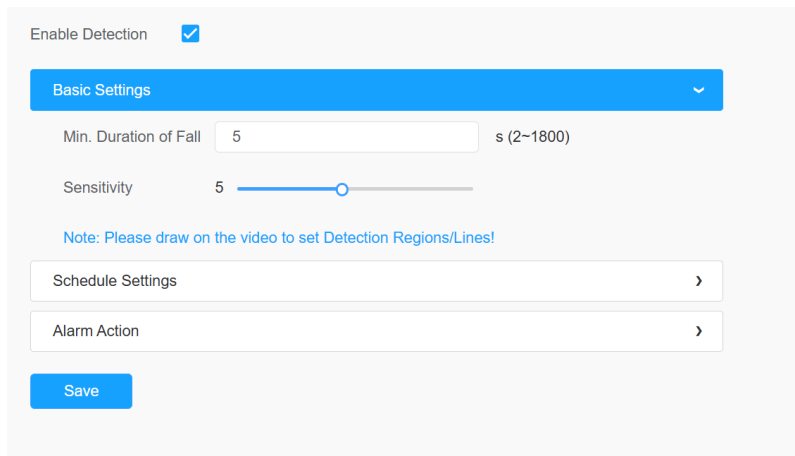 Enable Detection
Basic Settings
Min. Duration of Fall 5 s (2~1800)
Sensitivity 5
Note: Please draw on the video to set Detection Regions/Lines!
Schedule Settings
Alarm Action
Save